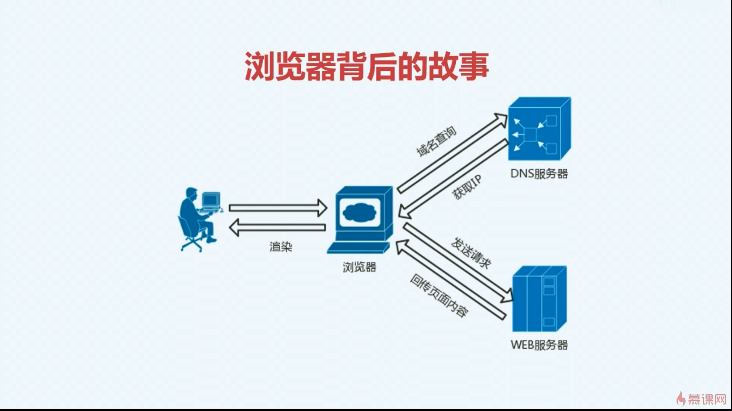 浏览器背后的故事
域名查询
获取IP
DNS服务器
渲染
浏览器
发送请求
回传页面内容
WEB服务器
慕课网